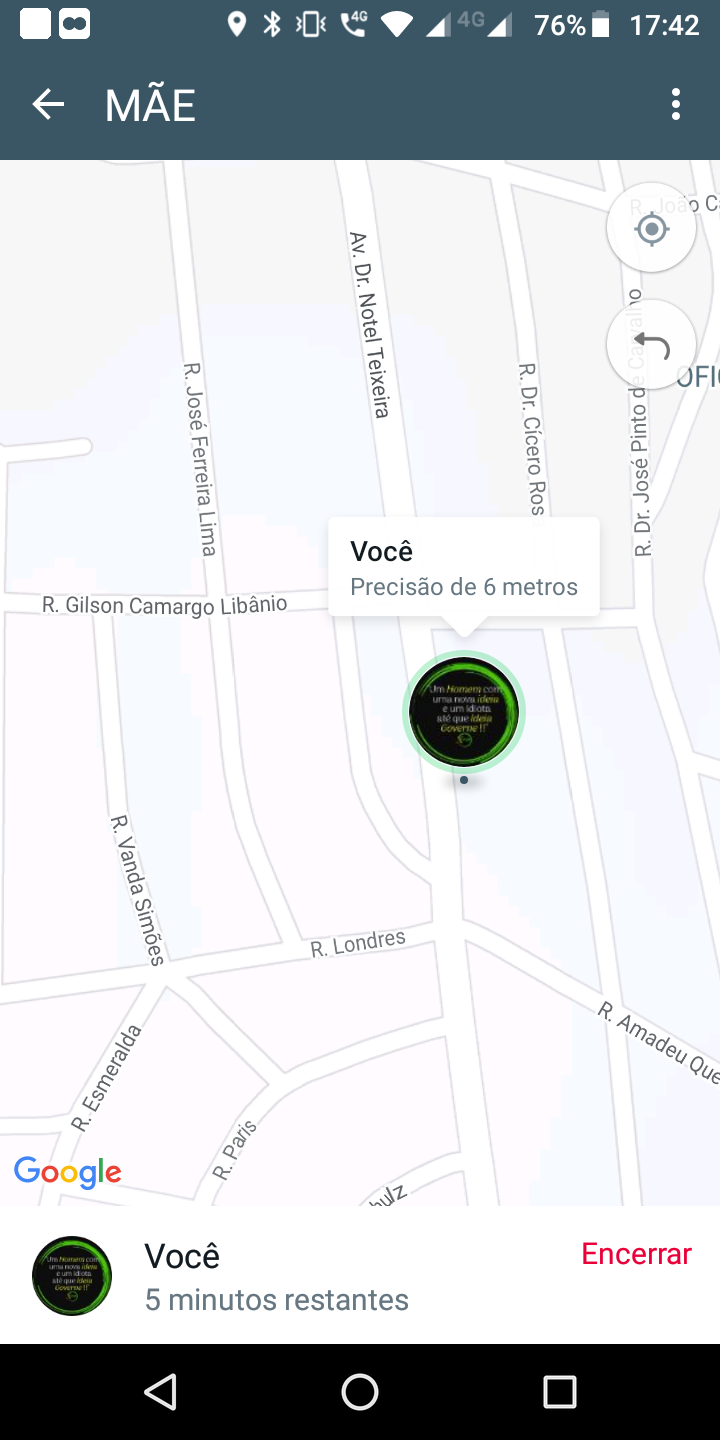 4G 4G 76% 17:42
MÃE
R. João C
Av. Dr. Notel Teixeira
R. José Ferreira Lima
R. Dr. Cícero Ros
R. Dr. José Pinto de Carvalho
OFI
Você
Precisão de 6 metros
R. Gilson Camargo Libânio
Um Homem com
uma nova ideia
e um idiota
até que Ideia
Governe !!
R. Vanda Simões
R. Londres
R. Amadeu Que
R. Esmeralda
R. Paris
hulz
Google
Um Homem com
uma nova ideia
e um idiota
até que Ideia
Governe !!
Você
Encerrar
5 minutos restantes